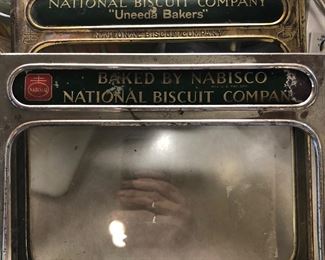 NATIONAL BISCUIT COMPANY
"Uneeda Bakers"
NATIONAL BISCUIT COMPANY
BAKED BY NABISCO
NABISCO
NATIONAL BISCUIT COMPAN